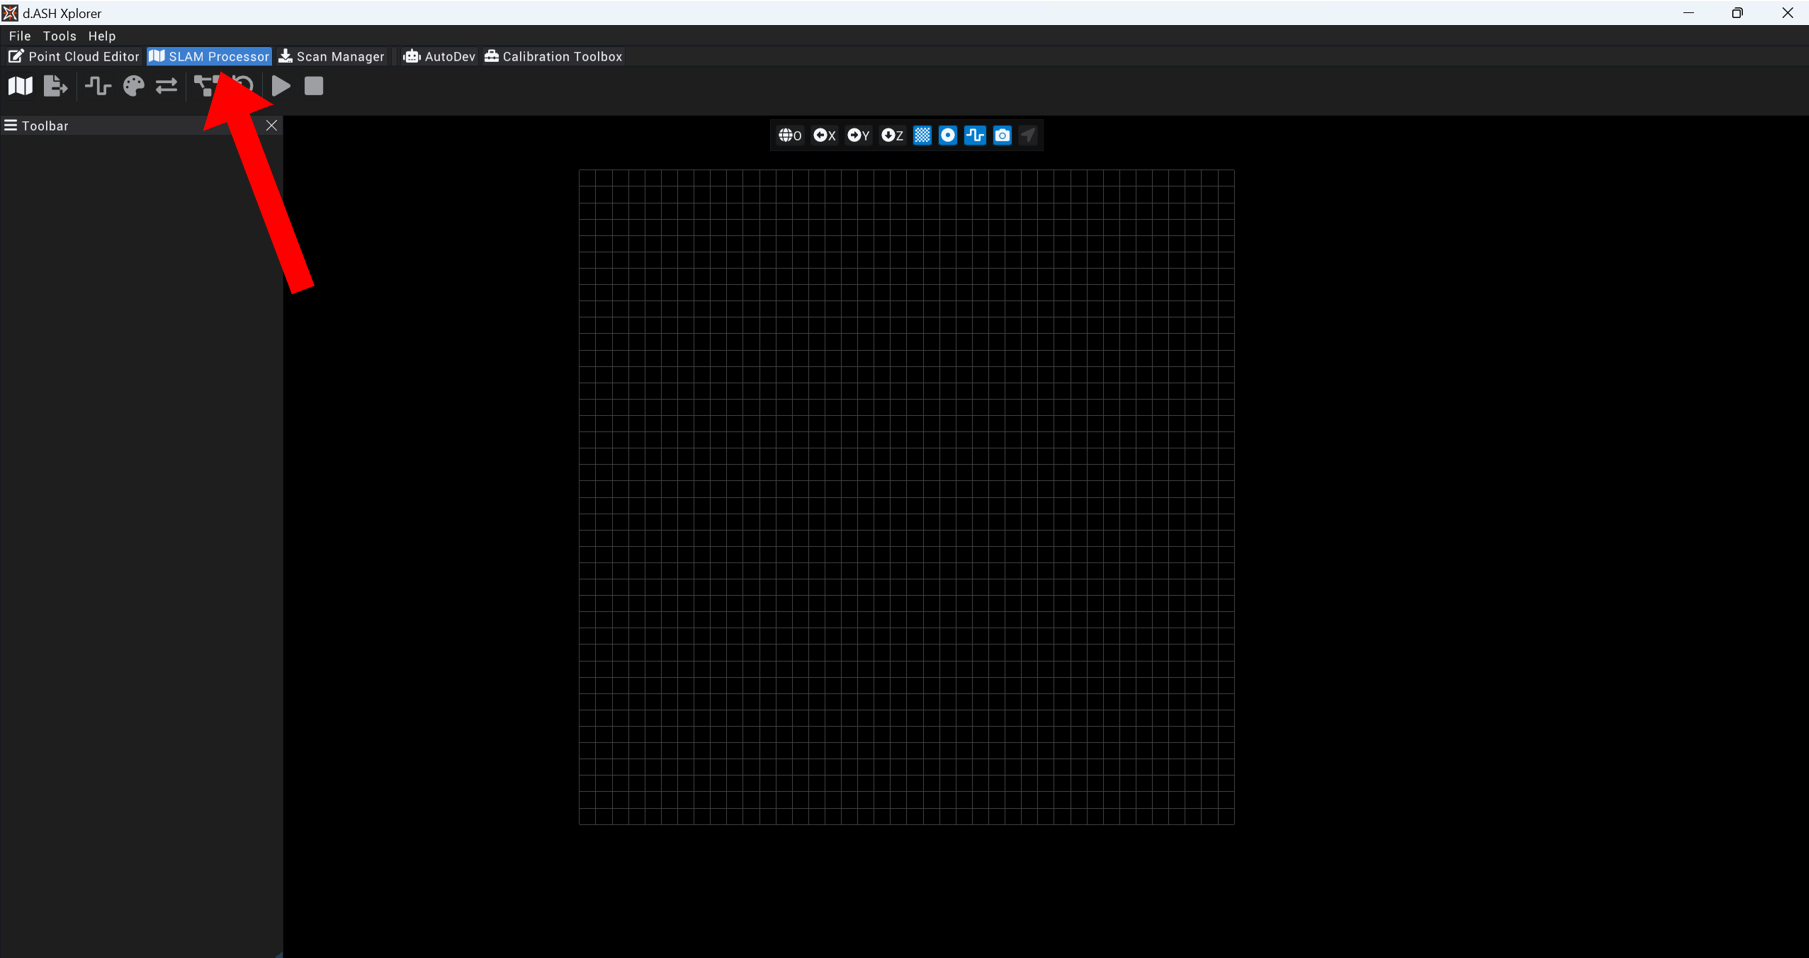 d.ASH Xplorer
File Tools Help
Point Cloud Editor SLAM Processor Scan Manager AutoDev Calibration Toolbox
Toolbar
O X Y Z